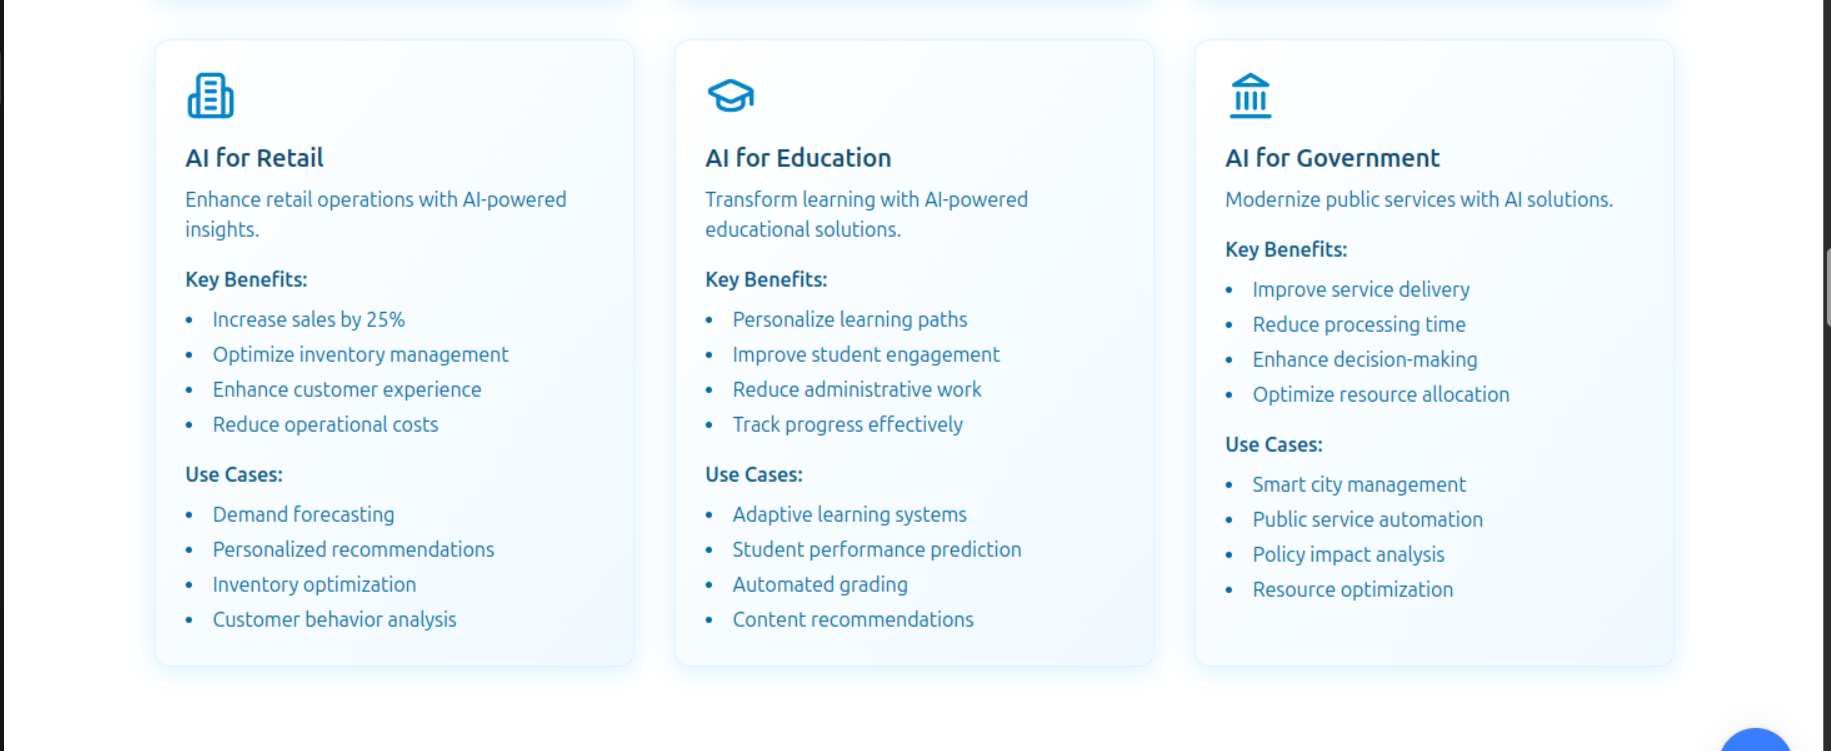 AI for Retail
Enhance retail operations with AI-powered
insights.
Key Benefits:
• Increase sales by 25%
• Optimize inventory management
• Enhance customer experience
• Reduce operational costs
Use Cases:
• Demand forecasting
• Personalized recommendations
• Inventory optimization
• Customer behavior analysis
AI for Education
Transform learning with AI-powered
educational solutions.
Key Benefits:
• Personalize learning paths
• Improve student engagement
• Reduce administrative work
• Track progress effectively
Use Cases:
• Adaptive learning systems
• Student performance prediction
• Automated grading
• Content recommendations
AI for Government
Modernize public services with AI solutions.
Key Benefits:
• Improve service delivery
• Reduce processing time
• Enhance decision-making
• Optimize resource allocation
Use Cases:
• Smart city management
• Public service automation
• Policy impact analysis
• Resource optimization